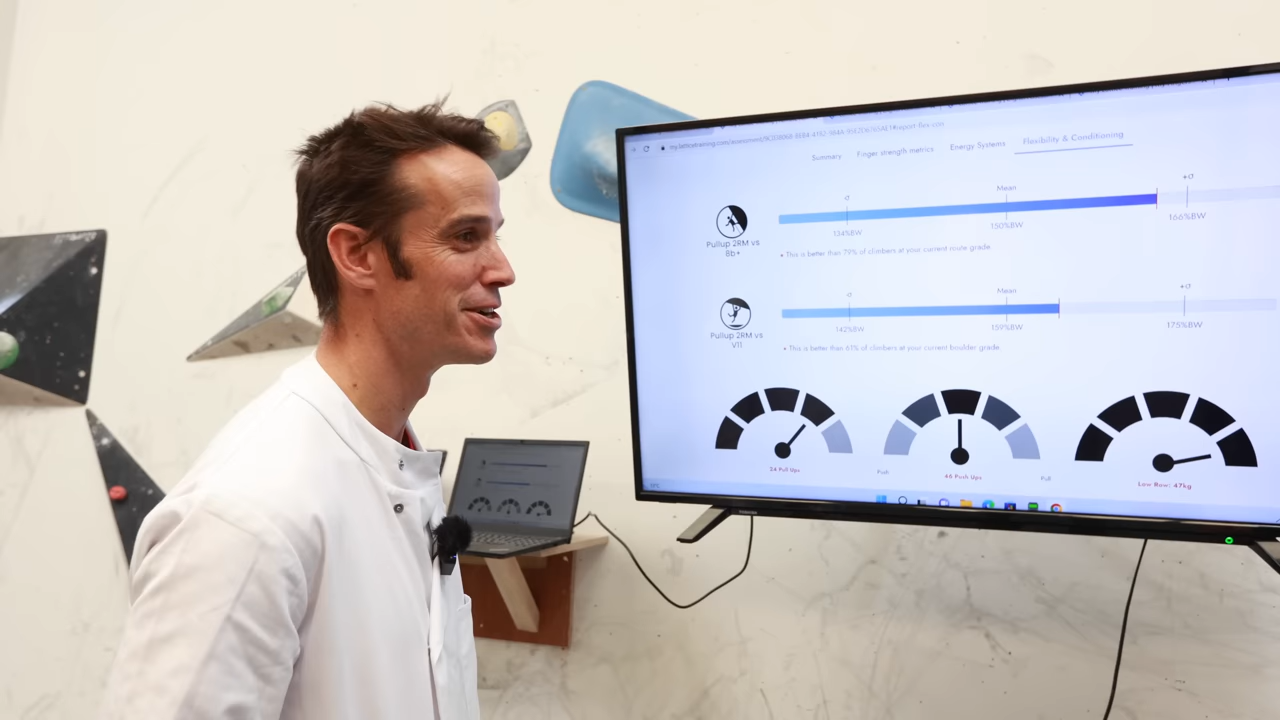 Summary Finger strength metrics Energy Systems Flexibility & Conditioning
-σ Mean +σ
Pullup 2RM vs
8b+
134%BW 150%BW 166%BW
• This is better than 79% of climbers at your current route grade.
-σ Mean +σ
Pullup 2RM vs
V11
142%BW 159%BW 175%BW
• This is better than 61% of climbers at your current boulder grade.
24 Pull Ups
Push 46 Push Ups Pull
Low Row: 47kg
TOSHIBA